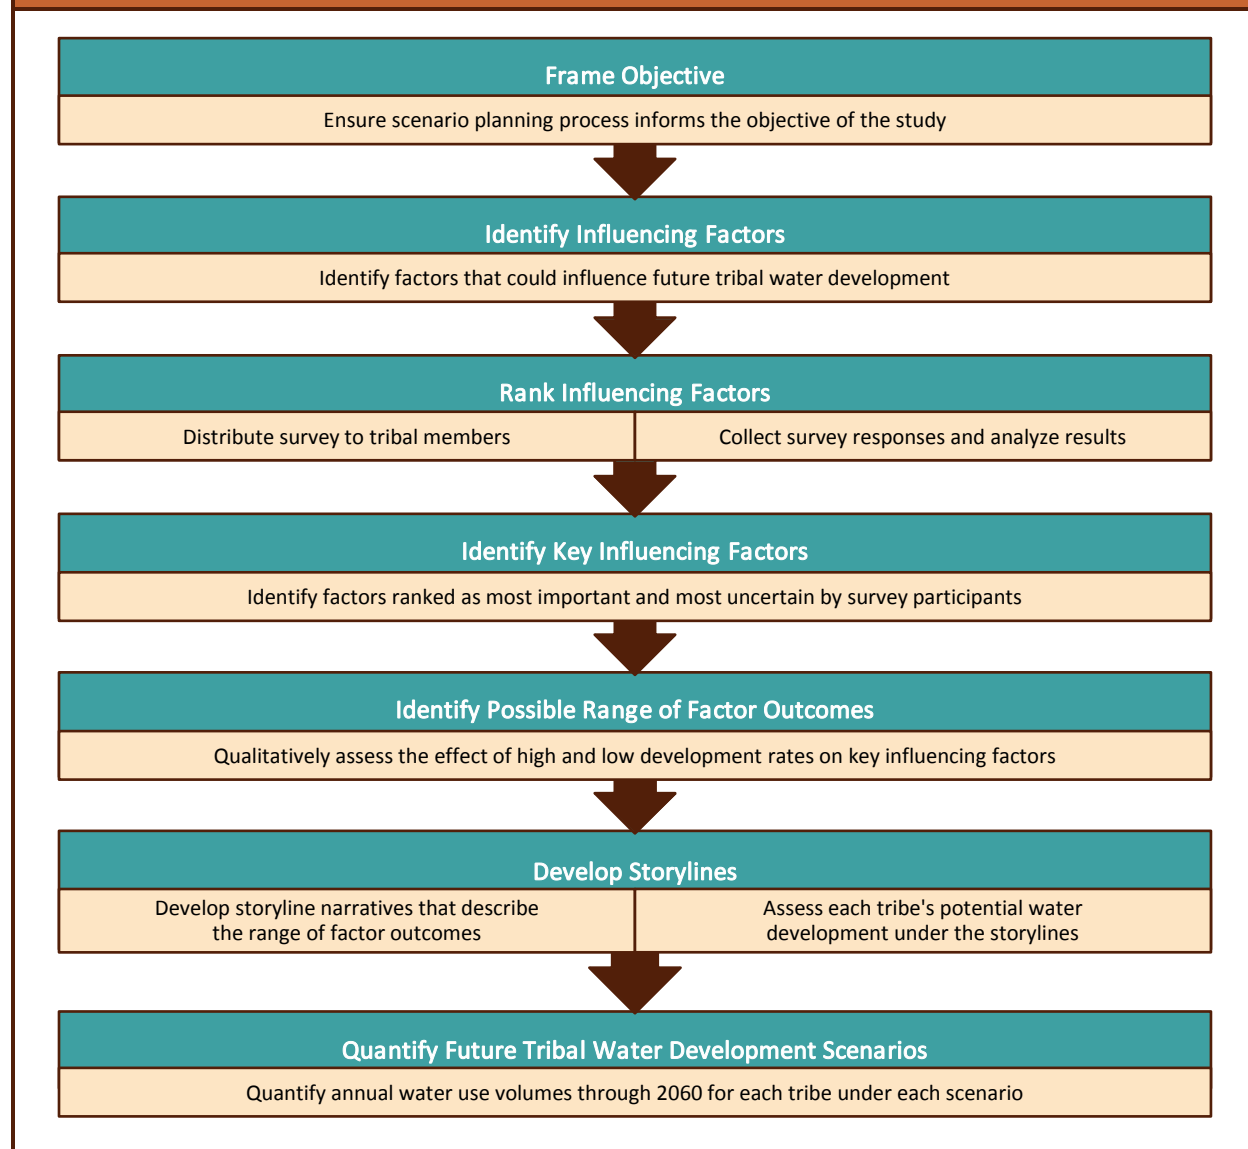 Frame Objective
Ensure scenario planning process informs the objective of the study
Identify Influencing Factors
Identify factors that could influence future tribal water development
Rank Influencing Factors
Distribute survey to tribal members
Collect survey responses and analyze results
Identify Key Influencing Factors
Identify factors ranked as most important and most uncertain by survey participants
Identify Possible Range of Factor Outcomes
Qualitatively assess the effect of high and low development rates on key influencing factors
Develop Storylines
Develop storyline narratives that describe
the range of factor outcomes
Assess each tribe's potential water
development under the storylines
Quantify Future Tribal Water Development Scenarios
Quantify annual water use volumes through 2060 for each tribe under each scenario